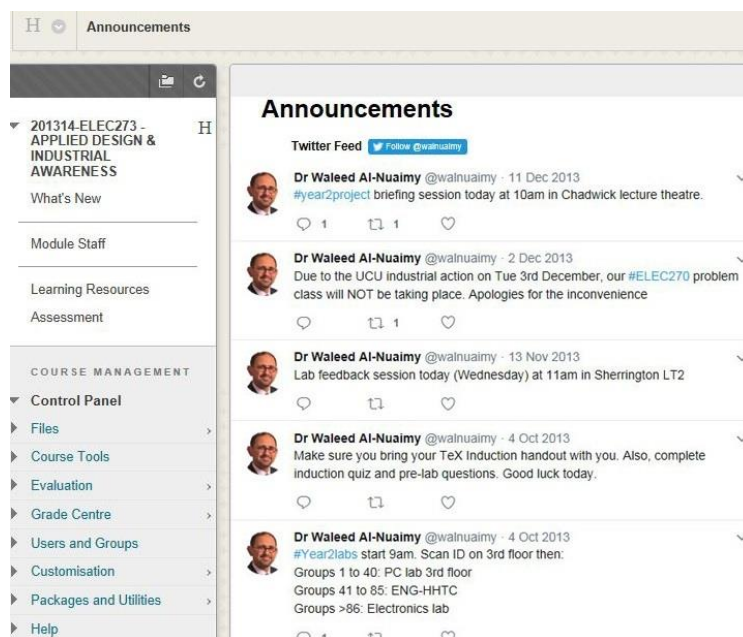 H
Announcements
201314-ELEC273 -
APPLIED DESIGN &
INDUSTRIAL
AWARENESS
H
What's New
Module Staff
Learning Resources
Assessment
COURSE MANAGEMENT
Control Panel
Files
Course Tools
Evaluation
Grade Centre
Users and Groups
Customisation
Packages and Utilities
Help
Announcements
Twitter Feed Follow @walnuaimy
Dr Waleed Al-Nuaimy @walnuaimy · 11 Dec 2013
#year2project briefing session today at 10am in Chadwick lecture theatre.
1 1
Dr Waleed Al-Nuaimy @walnuaimy · 2 Dec 2013
Due to the UCU industrial action on Tue 3rd December, our #ELEC270 problem
class will NOT be taking place. Apologies for the inconvenience
1
Dr Waleed Al-Nuaimy @walnuaimy · 13 Nov 2013
Lab feedback session today (Wednesday) at 11am in Sherrington LT2
Dr Waleed Al-Nuaimy @walnuaimy · 4 Oct 2013
Make sure you bring your TeX Induction handout with you. Also, complete
induction quiz and pre-lab questions. Good luck today.
Dr Waleed Al-Nuaimy @walnuaimy · 4 Oct 2013
#Year2labs start 9am. Scan ID on 3rd floor then:
Groups 1 to 40: PC lab 3rd floor
Groups 41 to 85: ENG-HHTC
Groups >86: Electronics lab